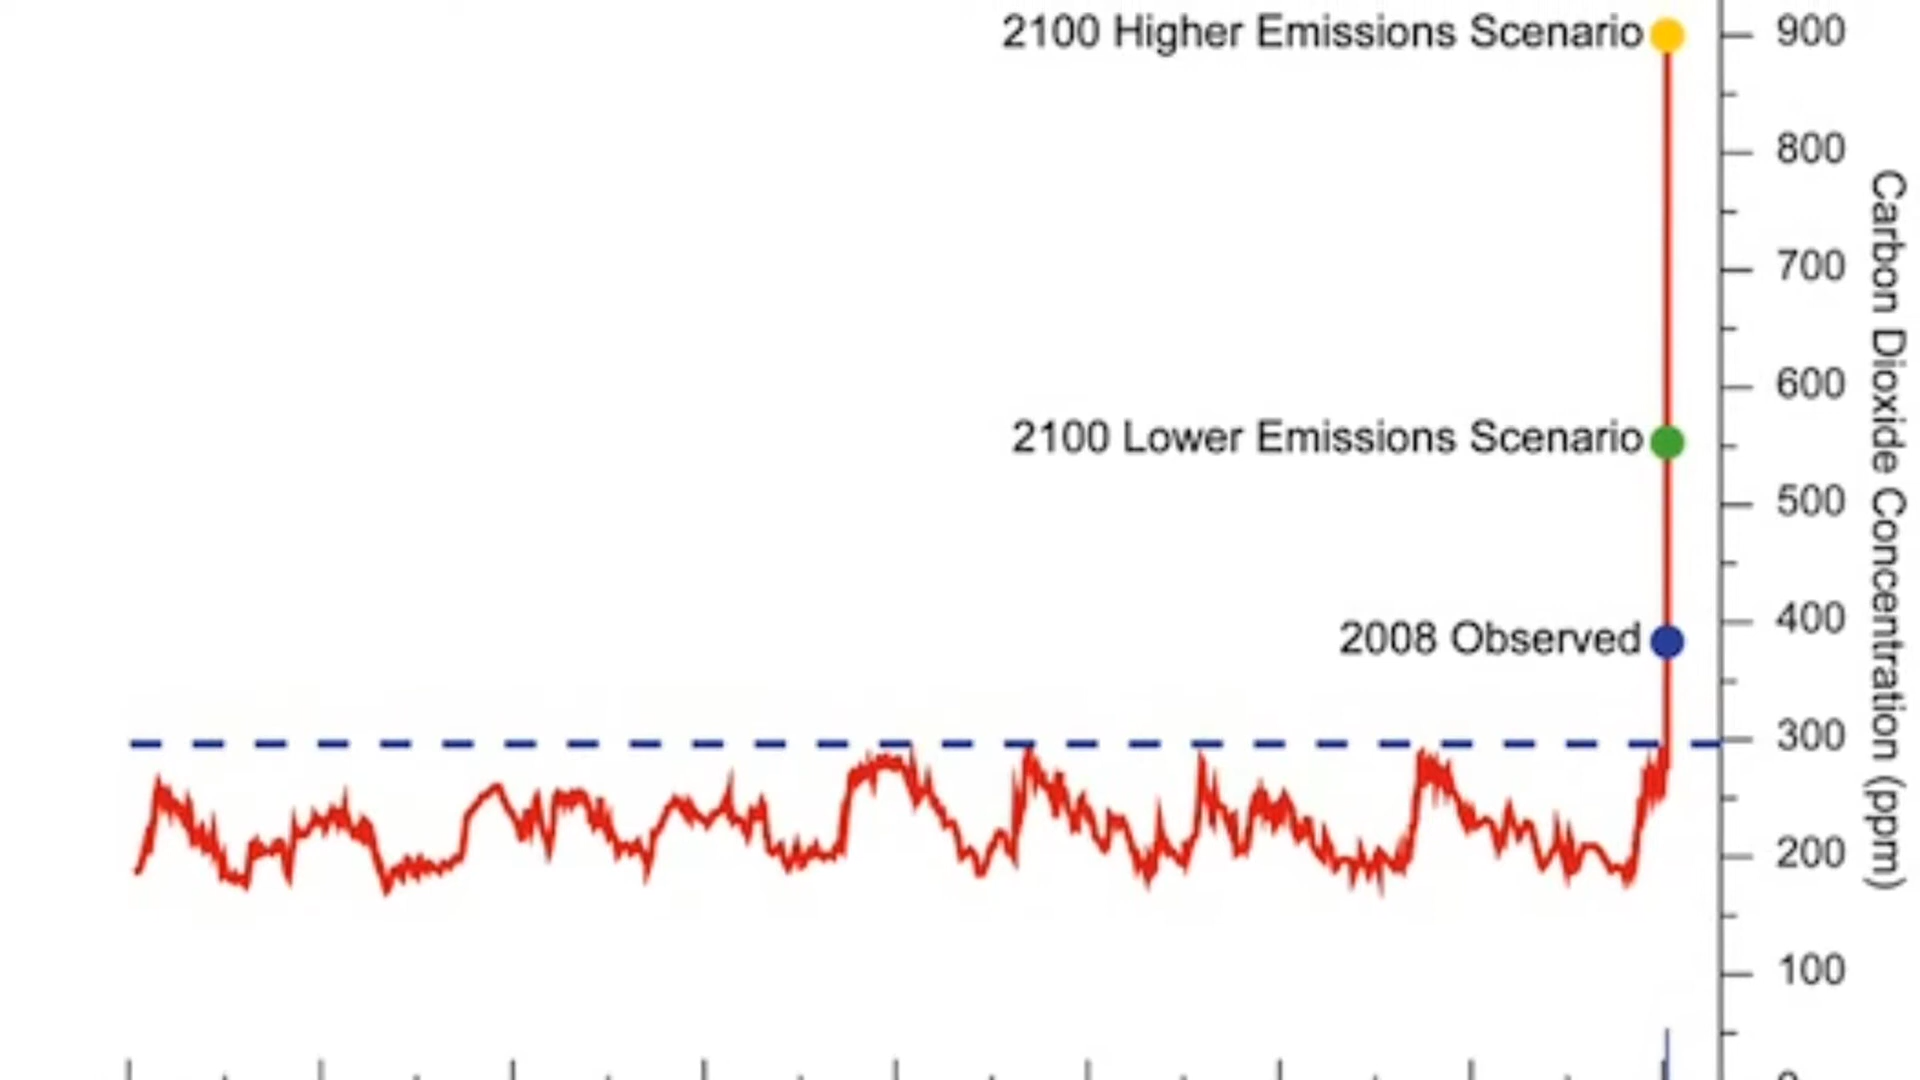 2100 Higher Emissions Scenario
900
800
700
600
2100 Lower Emissions Scenario
500
400
2008 Observed
300
200
100
Carbon Dioxide Concentration (ppm)